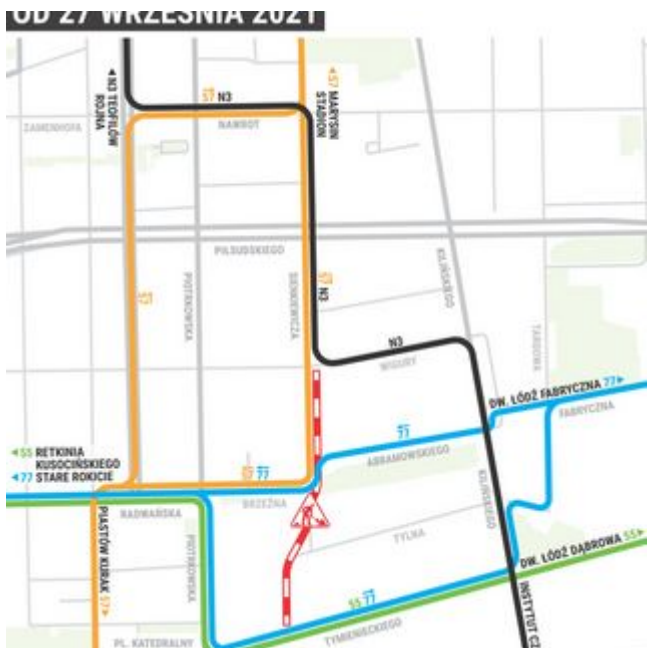 OD 27 WRZEŚNIA 2021
◄N3 TEOFILÓW
ROJNA
57 N3
◄57 MARYSIN
STADION
ZAMENHOFA
NAWROT
PIŁSUDSKIEGO
57
PIOTRKOWSKA
SIENKIEWICZA
57 N3
KILIŃSKIEGO
TARGOWA
N3
WIGURY
DW. ŁÓDŹ FABRYCZNA 77►
FABRYCZNA
◄55 RETKINIA
KUSOCIŃSKIEGO
◄77 STARE ROKICIE
77
ABRAMOWSKIEGO
57 77
BRZEŹNA
RADWAŃSKA
KILIŃSKIEGO
PIASTÓW KURAK 57►
PIOTRKOWSKA
TYLNA
DW. ŁÓDŹ DĄBROWA 55►
55 77
TYMIENIECKIEGO
INSTYTUT CZ
PL. KATEDRALNY